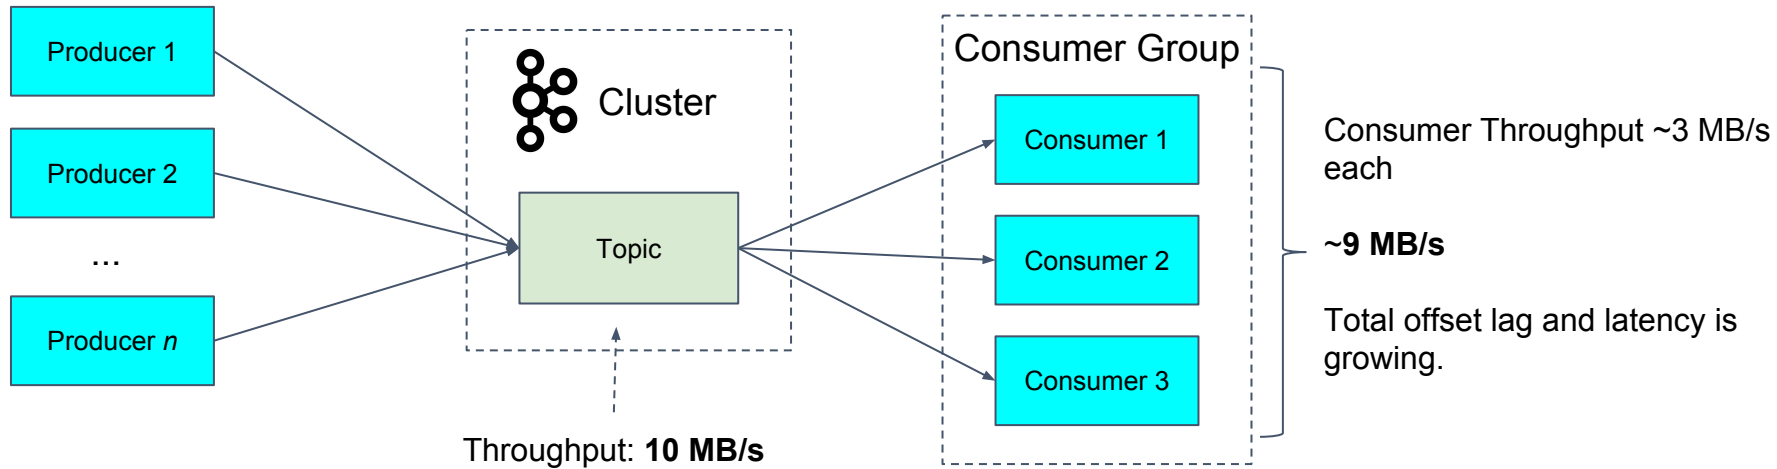 Producer 1
Producer 2
...
Producer n
Cluster
Topic
Throughput: 10 MB/s
Consumer Group
Consumer 1
Consumer 2
Consumer 3
Consumer Throughput ~3 MB/s
each
~9 MB/s
Total offset lag and latency is
growing.